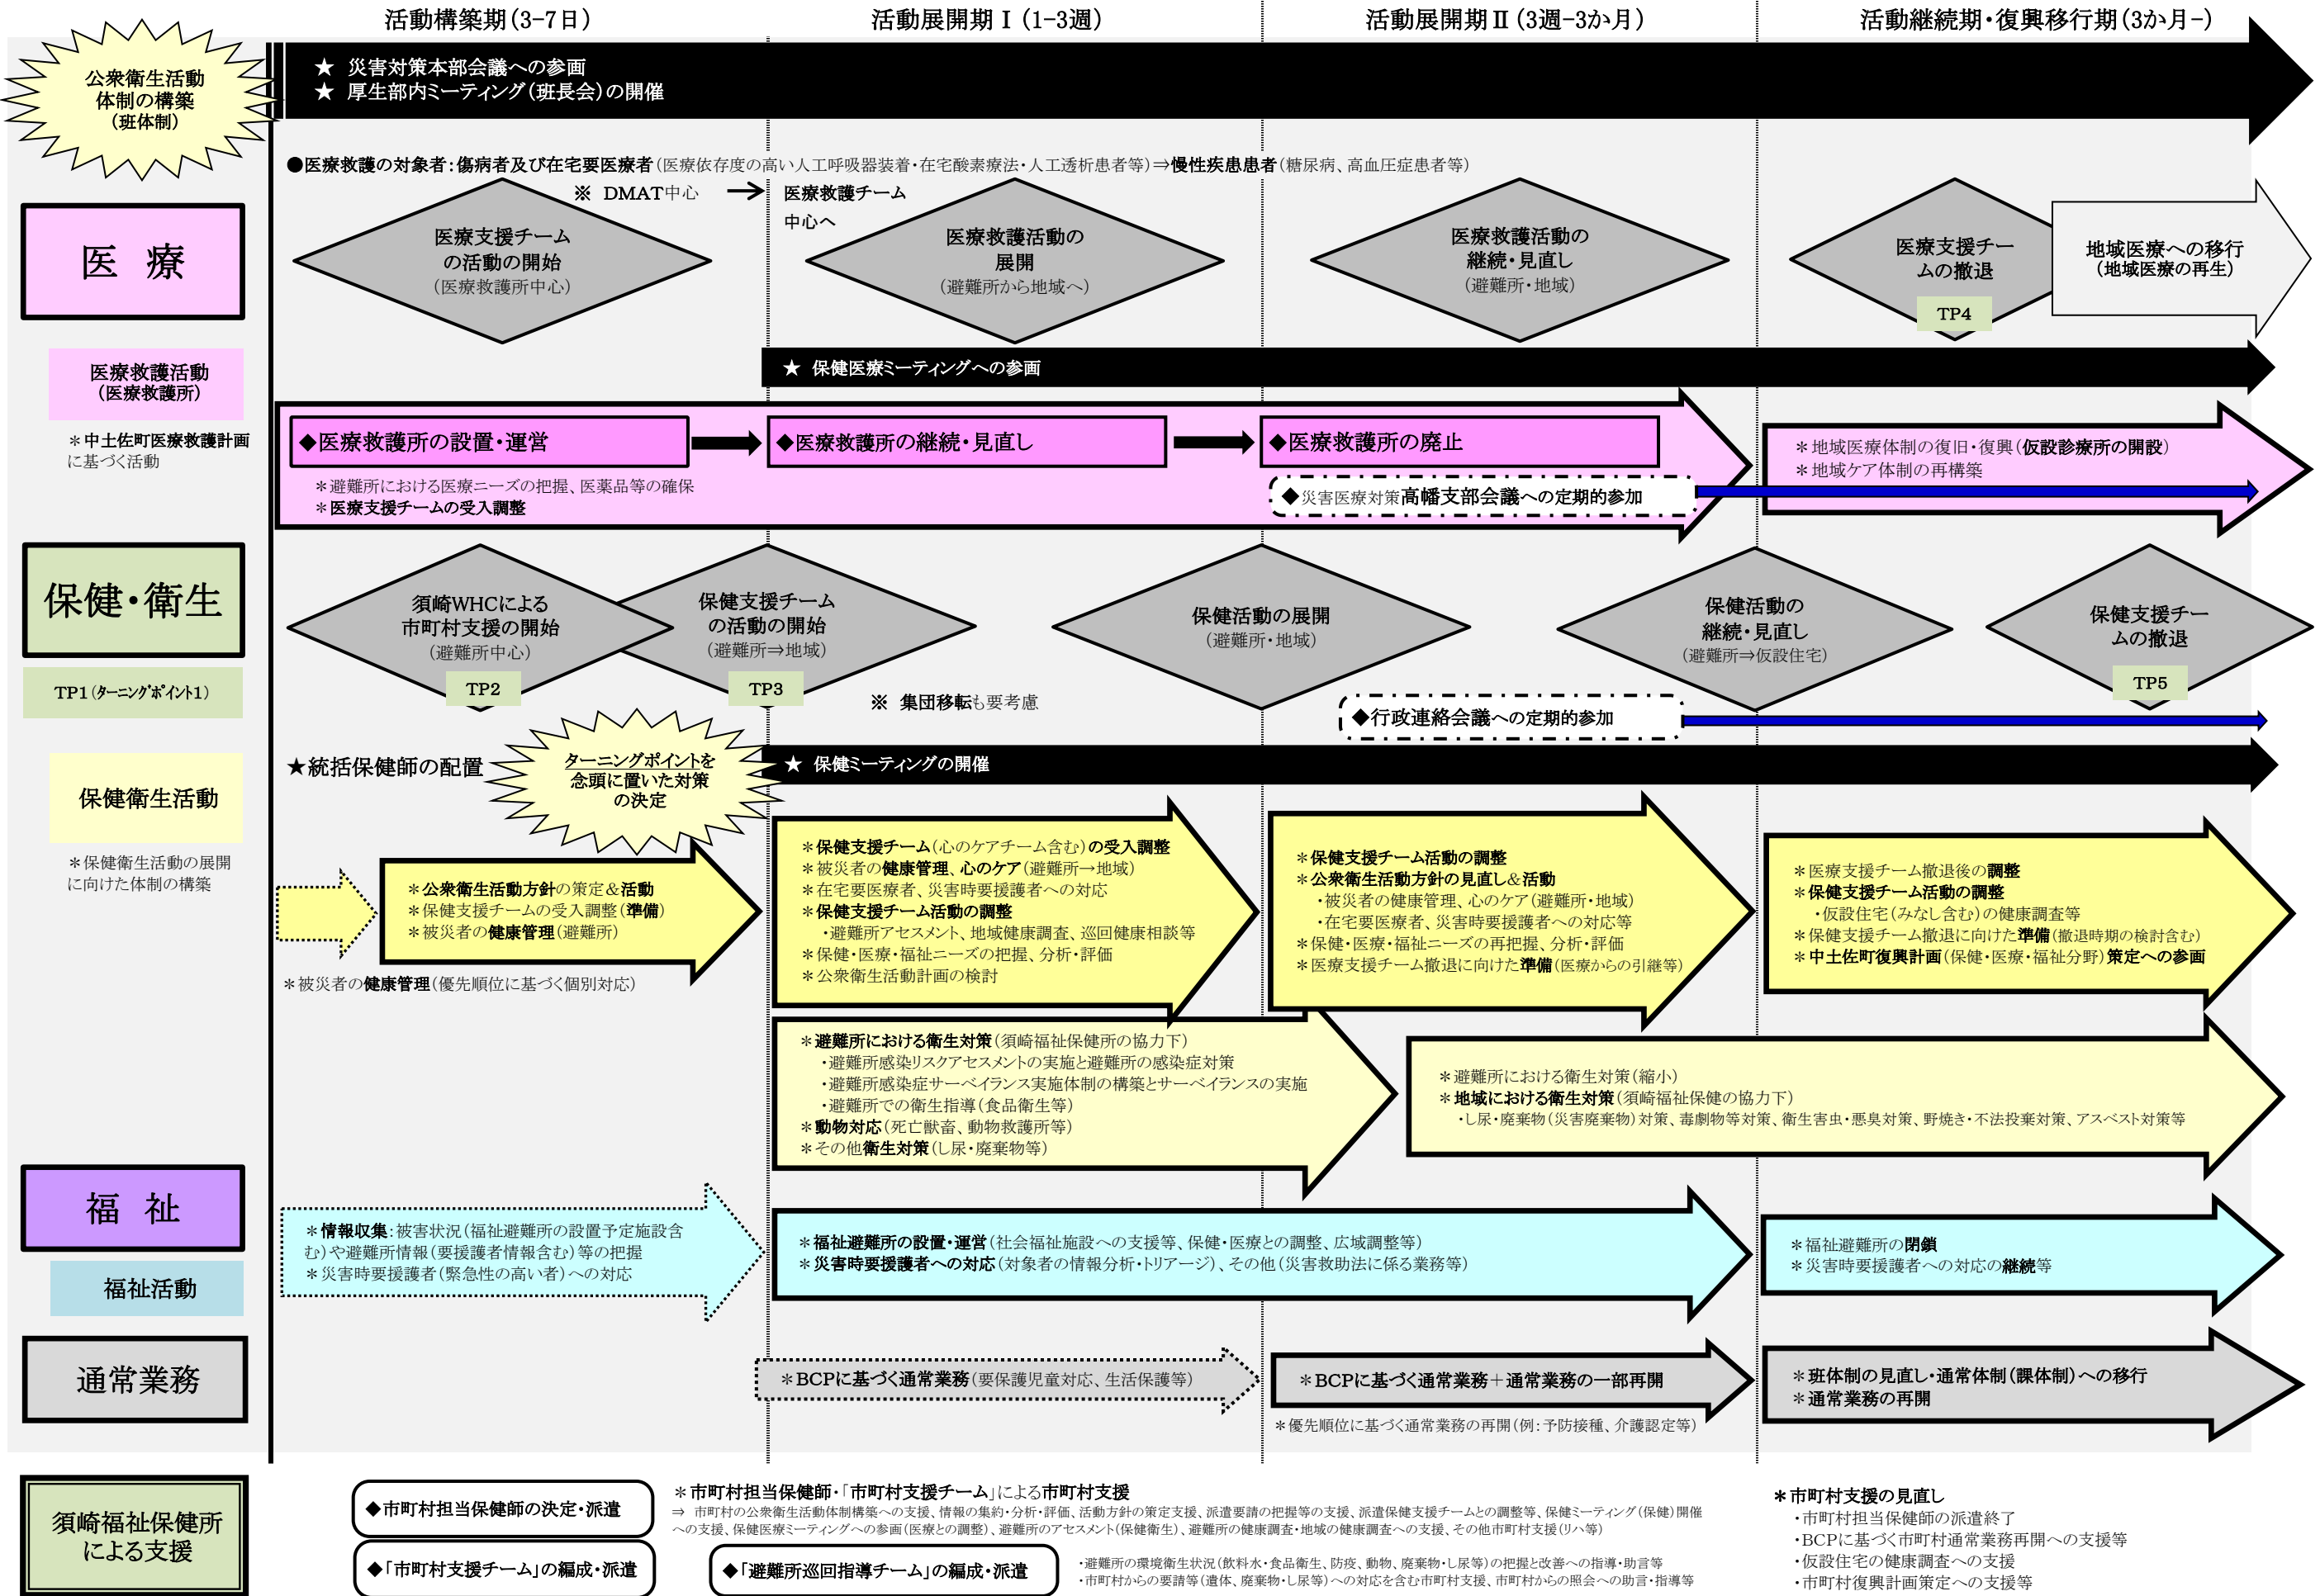 活動構築期（3-7日）
活動展開期Ⅰ（1-3週）
活動展開期Ⅱ（3週-3か月）
活動継続期・復興移行期（3か月-）
公衆衛生活動
体制の構築
（班体制）
★ 災害対策本部会議への参画
★ 厚生部内ミーティング（班長会）の開催
●医療救護の対象者：傷病者及び在宅要医療者（医療依存度の高い人工呼吸器装着・在宅酸素療法・人工透析患者等）⇒慢性疾患患者（糖尿病、高血圧症患者等）
※ DMAT中心
医療救護チーム
中心へ
医 療
医療支援チーム
の活動の開始
（医療救護所中心）
医療救護活動の
展開
（避難所から地域へ）
医療救護活動の
継続・見直し
（避難所・地域）
医療支援チー
ムの撤退
TP4
地域医療への移行
（地域医療の再生）
★ 保健医療ミーティングへの参画
医療救護活動
（医療救護所）
＊中土佐町医療救護計画
に基づく活動
◆医療救護所の設置・運営
◆医療救護所の継続・見直し
◆医療救護所の廃止
＊避難所における医療ニーズの把握、医薬品等の確保
＊医療支援チームの受入調整
◆災害医療対策高幡支部会議への定期的参加
＊地域医療体制の復旧・復興（仮設診療所の開設）
＊地域ケア体制の再構築
保健・衛生
須崎WHCによる
市町村支援の開始
（避難所中心）
TP2
保健支援チーム
の活動の開始
（避難所⇒地域）
TP3
保健活動の展開
（避難所・地域）
保健活動の
継続・見直し
（避難所⇒仮設住宅）
保健支援チー
ムの撤退
TP5
TP1（ターニングポイント1）
※ 集団移転も要考慮
◆行政連絡会議への定期的参加
★統括保健師の配置
ターニングポイントを
念頭に置いた対策
の決定
★ 保健ミーティングの開催
保健衛生活動
＊保健衛生活動の展開
に向けた体制の構築
＊公衆衛生活動方針の策定＆活動
＊保健支援チームの受入調整（準備）
＊被災者の健康管理（避難所）
＊被災者の健康管理（優先順位に基づく個別対応）
＊保健支援チーム（心のケアチーム含む）の受入調整
＊被災者の健康管理、心のケア（避難所→地域）
＊在宅要医療者、災害時要援護者への対応
＊保健支援チーム活動の調整
・避難所アセスメント、地域健康調査、巡回健康相談等
＊保健・医療・福祉ニーズの把握、分析・評価
＊公衆衛生活動計画の検討
＊保健支援チーム活動の調整
＊公衆衛生活動方針の見直し＆活動
・被災者の健康管理、心のケア（避難所・地域）
・在宅要医療者、災害時要援護者への対応等
＊保健・医療・福祉ニーズの再把握、分析・評価
＊医療支援チーム撤退に向けた準備（医療からの引継等）
＊医療支援チーム撤退後の調整
＊保健支援チーム活動の調整
・仮設住宅（みなし含む）の健康調査等
＊保健支援チーム撤退に向けた準備（撤退時期の検討含む）
＊中土佐町復興計画（保健・医療・福祉分野）策定への参画
＊避難所における衛生対策（須崎福祉保健所の協力下）
・避難所感染リスクアセスメントの実施と避難所の感染症対策
・避難所感染症サーベイランス実施体制の構築とサーベイランスの実施
・避難所での衛生指導（食品衛生等）
＊動物対応（死亡獣畜、動物救護所等）
＊その他衛生対策（し尿・廃棄物等）
＊避難所における衛生対策（縮小）
＊地域における衛生対策（須崎福祉保健の協力下）
・し尿・廃棄物（災害廃棄物）対策、毒劇物等対策、衛生害虫・悪臭対策、野焼き・不法投棄対策、アスベスト対策等
福 祉
福祉活動
＊情報収集：被害状況（福祉避難所の設置予定施設含
む）や避難所情報（要援護者情報含む）等の把握
＊災害時要援護者（緊急性の高い者）への対応
＊福祉避難所の設置・運営（社会福祉施設への支援等、保健・医療との調整、広域調整等）
＊災害時要援護者への対応（対象者の情報分析・トリアージ）、その他（災害救助法に係る業務等）
＊福祉避難所の閉鎖
＊災害時要援護者への対応の継続等
通常業務
＊BCPに基づく通常業務（要保護児童対応、生活保護等）
＊BCPに基づく通常業務＋通常業務の一部再開
＊優先順位に基づく通常業務の再開（例：予防接種、介護認定等）
＊班体制の見直し・通常体制（課体制）への移行
＊通常業務の再開
須崎福祉保健所
による支援
◆市町村担当保健師の決定・派遣
◆「市町村支援チーム」の編成・派遣
＊市町村担当保健師・「市町村支援チーム」による市町村支援
⇒ 市町村の公衆衛生活動体制構築への支援、情報の集約・分析・評価、活動方針の策定支援、派遣要請の把握等の支援、派遣保健支援チームとの調整等、保健ミーティング（保健）開催
への支援、保健医療ミーティングへの参画（医療との調整）、避難所のアセスメント（保健衛生）、避難所の健康調査・地域の健康調査への支援、その他市町村支援（リハ等）
◆「避難所巡回指導チーム」の編成・派遣
・避難所の環境衛生状況（飲料水・食品衛生、防疫、動物、廃棄物・し尿等）の把握と改善への指導・助言等
・市町村からの要請等（遺体、廃棄物・し尿等）への対応を含む市町村支援、市町村からの照会への助言・指導等
＊市町村支援の見直し
・市町村担当保健師の派遣終了
・BCPに基づく市町村通常業務再開への支援等
・仮設住宅の健康調査への支援
・市町村復興計画策定への支援等